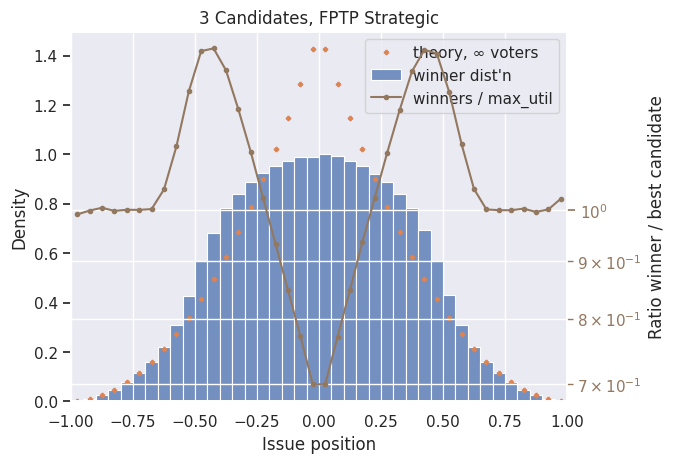 3 Candidates, FPTP Strategic
theory, ∞ voters
winner dist'n
winners / max_util
1.4
1.2
1.0
0.8
0.6
0.4
0.2
0.0
Density
10⁰
9 × 10⁻¹
8 × 10⁻¹
7 × 10⁻¹
Ratio winner / best candidate
−1.00 −0.75 −0.50 −0.25 0.00 0.25 0.50 0.75 1.00
Issue position